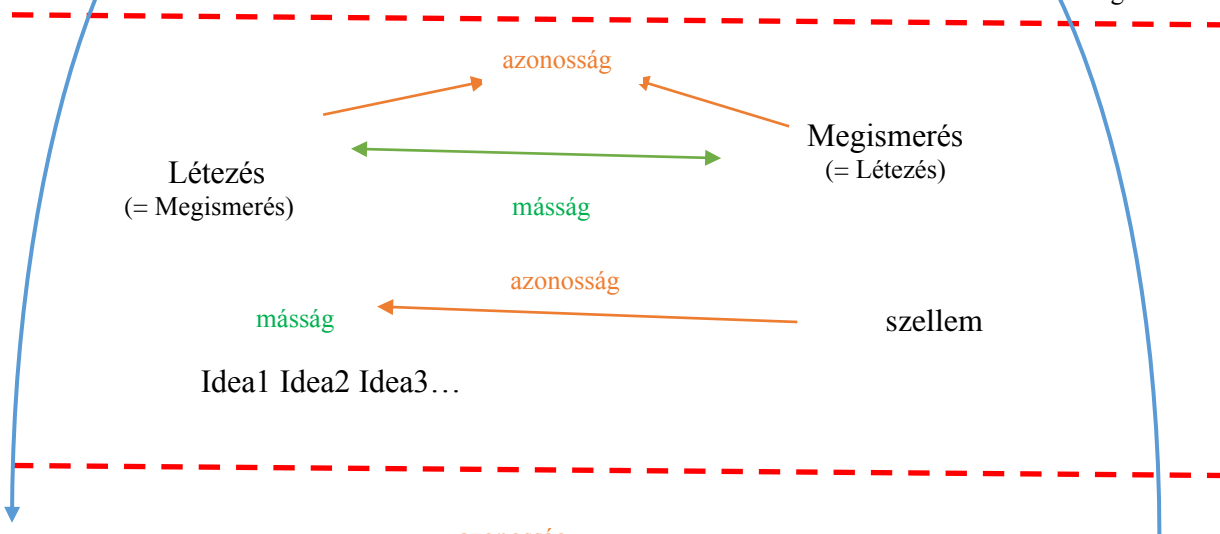 azonosság
Megismerés
(= Létezés)
Létezés
(= Megismerés)
másság
azonosság
másság
szellem
Idea1 Idea2 Idea3…